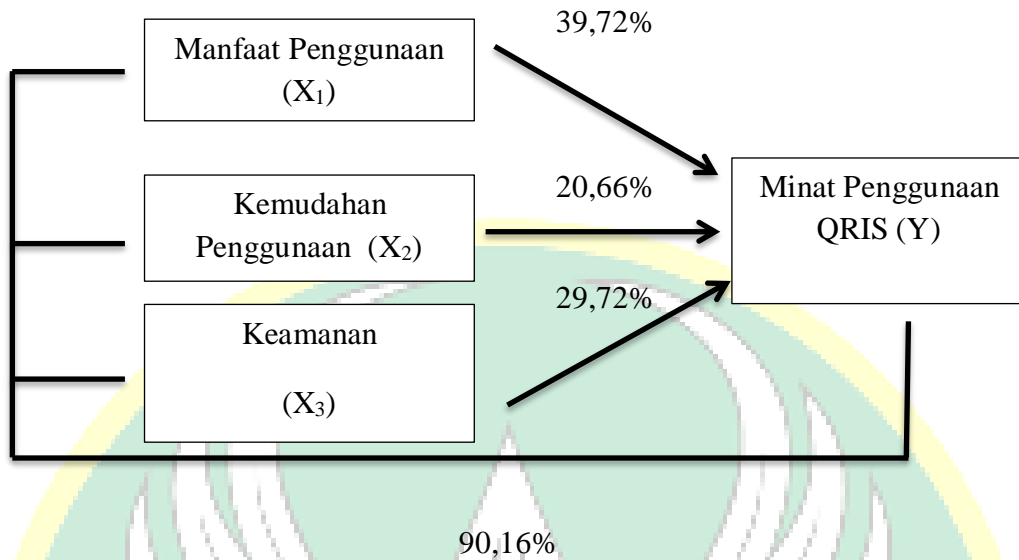 39,72%
Manfaat Penggunaan
(X₁)
20,66%
Kemudahan
Penggunaan (X₂)
Minat Penggunaan
QRIS (Y)
29,72%
Keamanan
(X₃)
90,16%